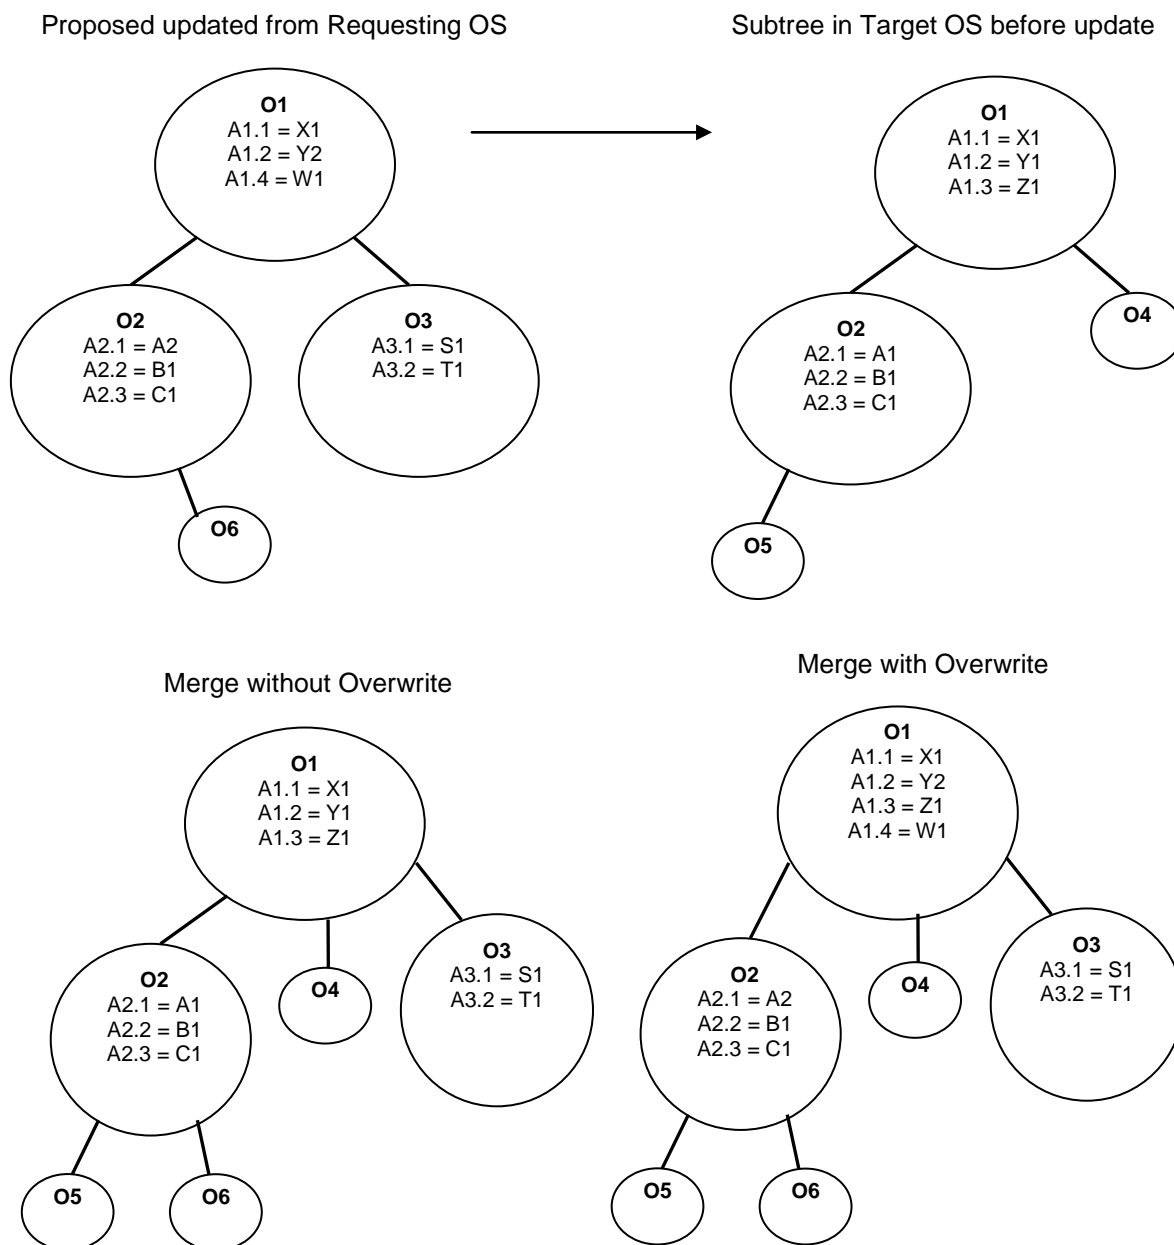 Proposed updated from Requesting OS
Subtree in Target OS before update
O1
A1.1 = X1
A1.2 = Y2
A1.4 = W1
O2
A2.1 = A2
A2.2 = B1
A2.3 = C1
O3
A3.1 = S1
A3.2 = T1
O6
O1
A1.1 = X1
A1.2 = Y1
A1.3 = Z1
O4
O2
A2.1 = A1
A2.2 = B1
A2.3 = C1
O5
Merge without Overwrite
O1
A1.1 = X1
A1.2 = Y1
A1.3 = Z1
O2
A2.1 = A1
A2.2 = B1
A2.3 = C1
O4
O3
A3.1 = S1
A3.2 = T1
O5
O6
Merge with Overwrite
O1
A1.1 = X1
A1.2 = Y2
A1.3 = Z1
A1.4 = W1
O2
A2.1 = A2
A2.2 = B1
A2.3 = C1
O4
O3
A3.1 = S1
A3.2 = T1
O5
O6